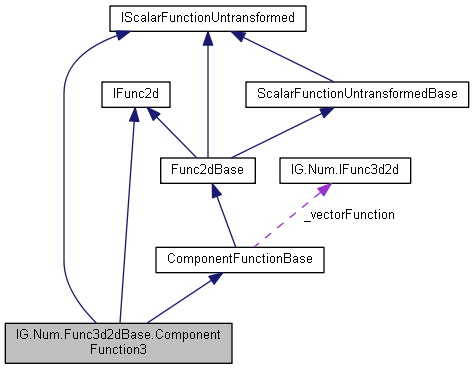 IScalarFunctionUntransformed
IFunc2d
ScalarFunctionUntransformedBase
Func2dBase
IG.Num.IFunc3d2d
_vectorFunction
ComponentFunctionBase
IG.Num.Func3d2dBase.Component
Function3